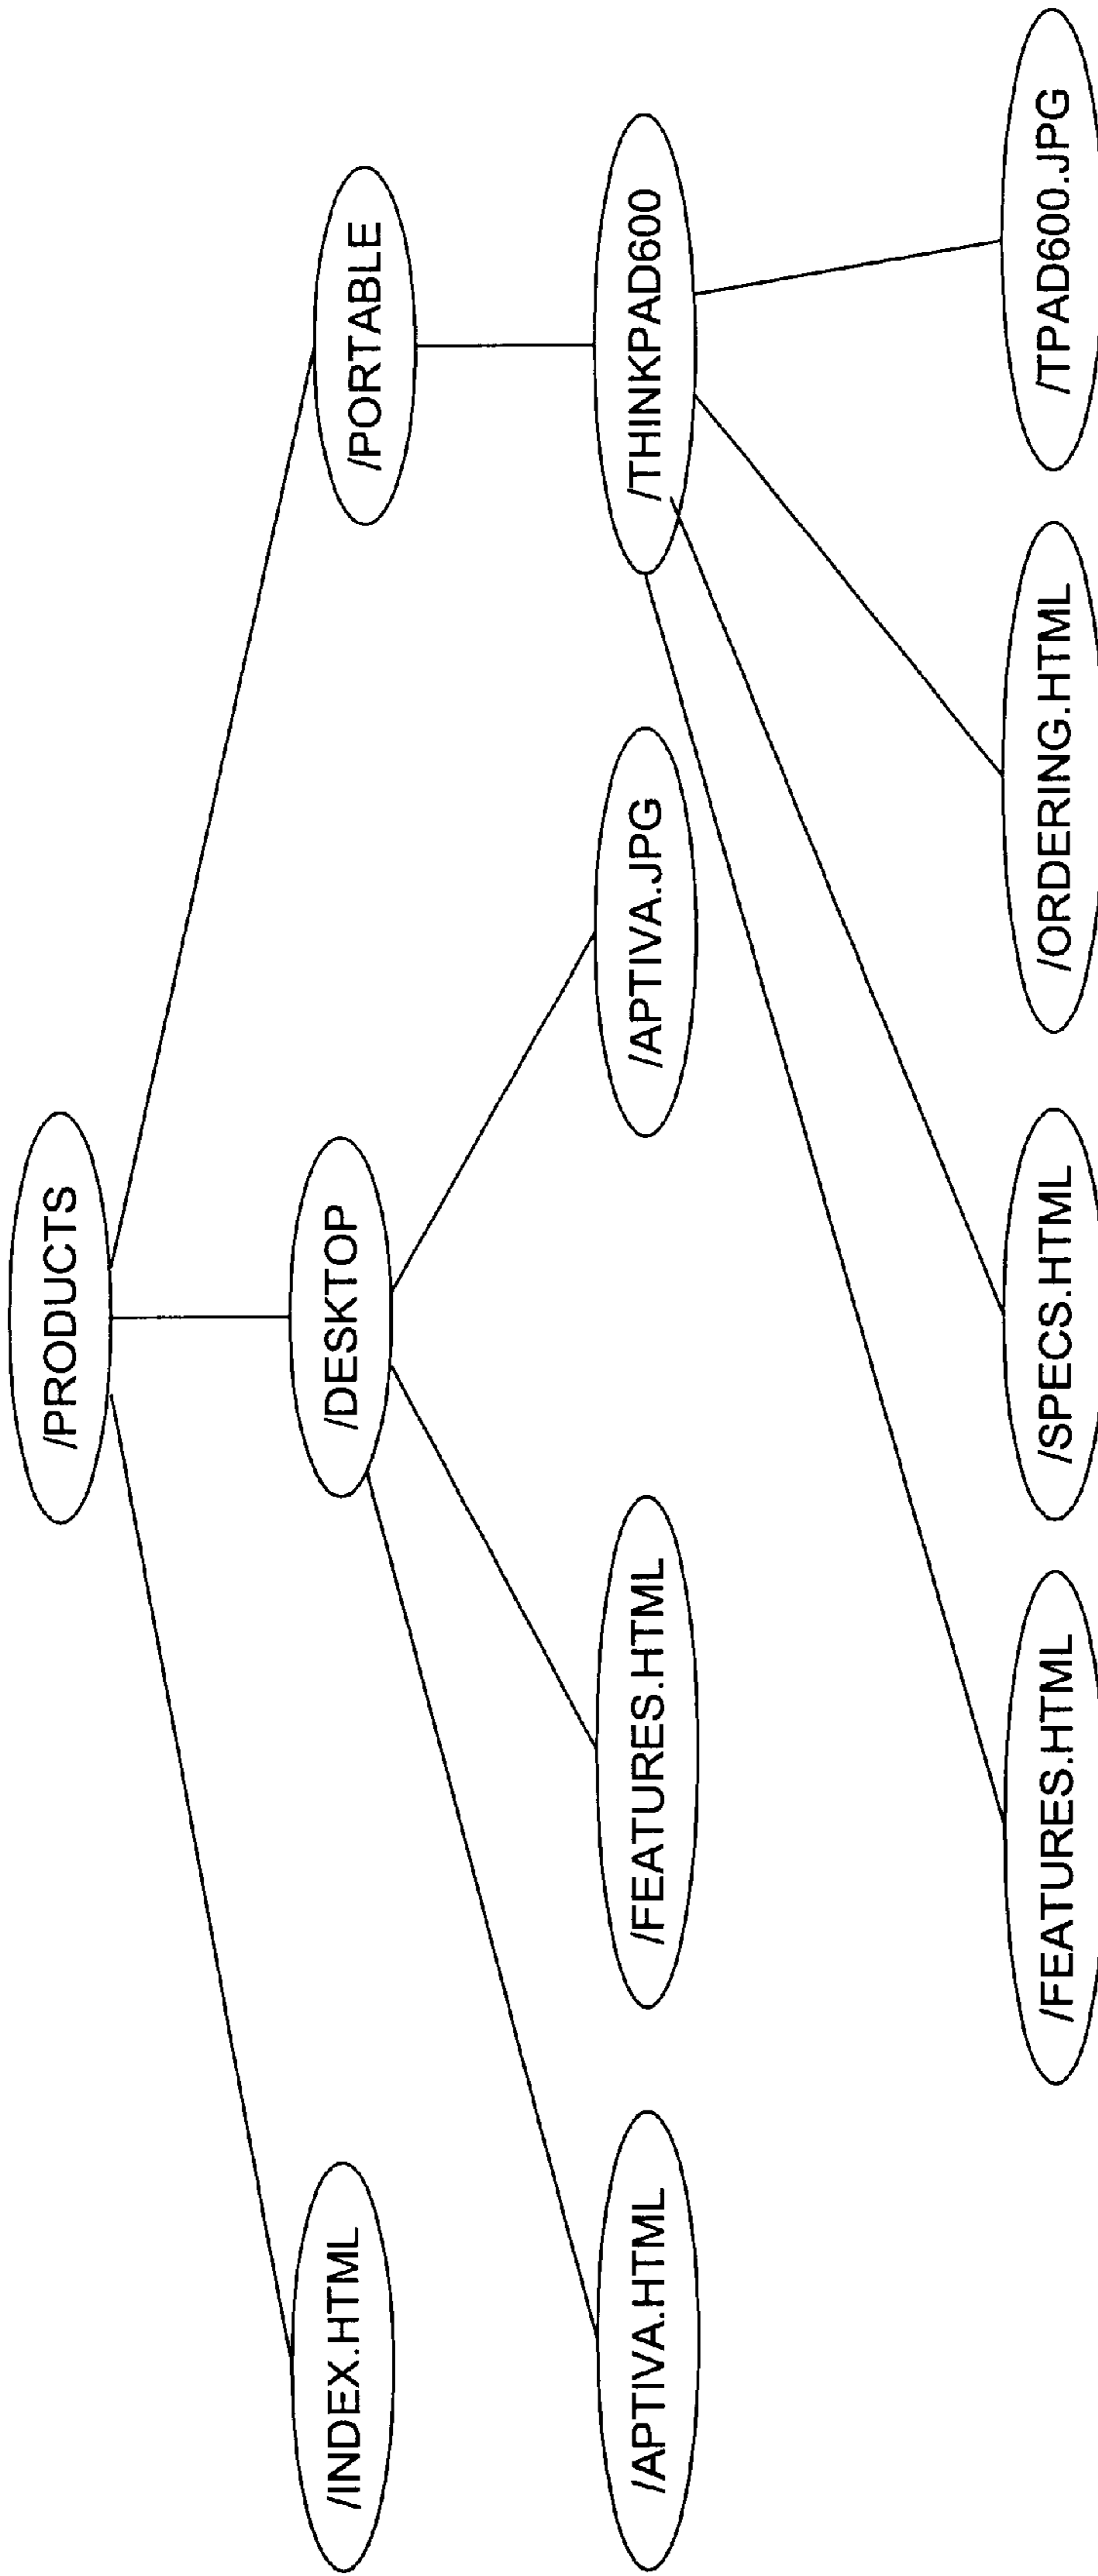 /PRODUCTS
/INDEX.HTML
/DESKTOP
/PORTABLE
/APTIVA.HTML
/FEATURES.HTML
/APTIVA.JPG
/THINKPAD600
/FEATURES.HTML
/SPECS.HTML
/ORDERING.HTML
/TPAD600.JPG